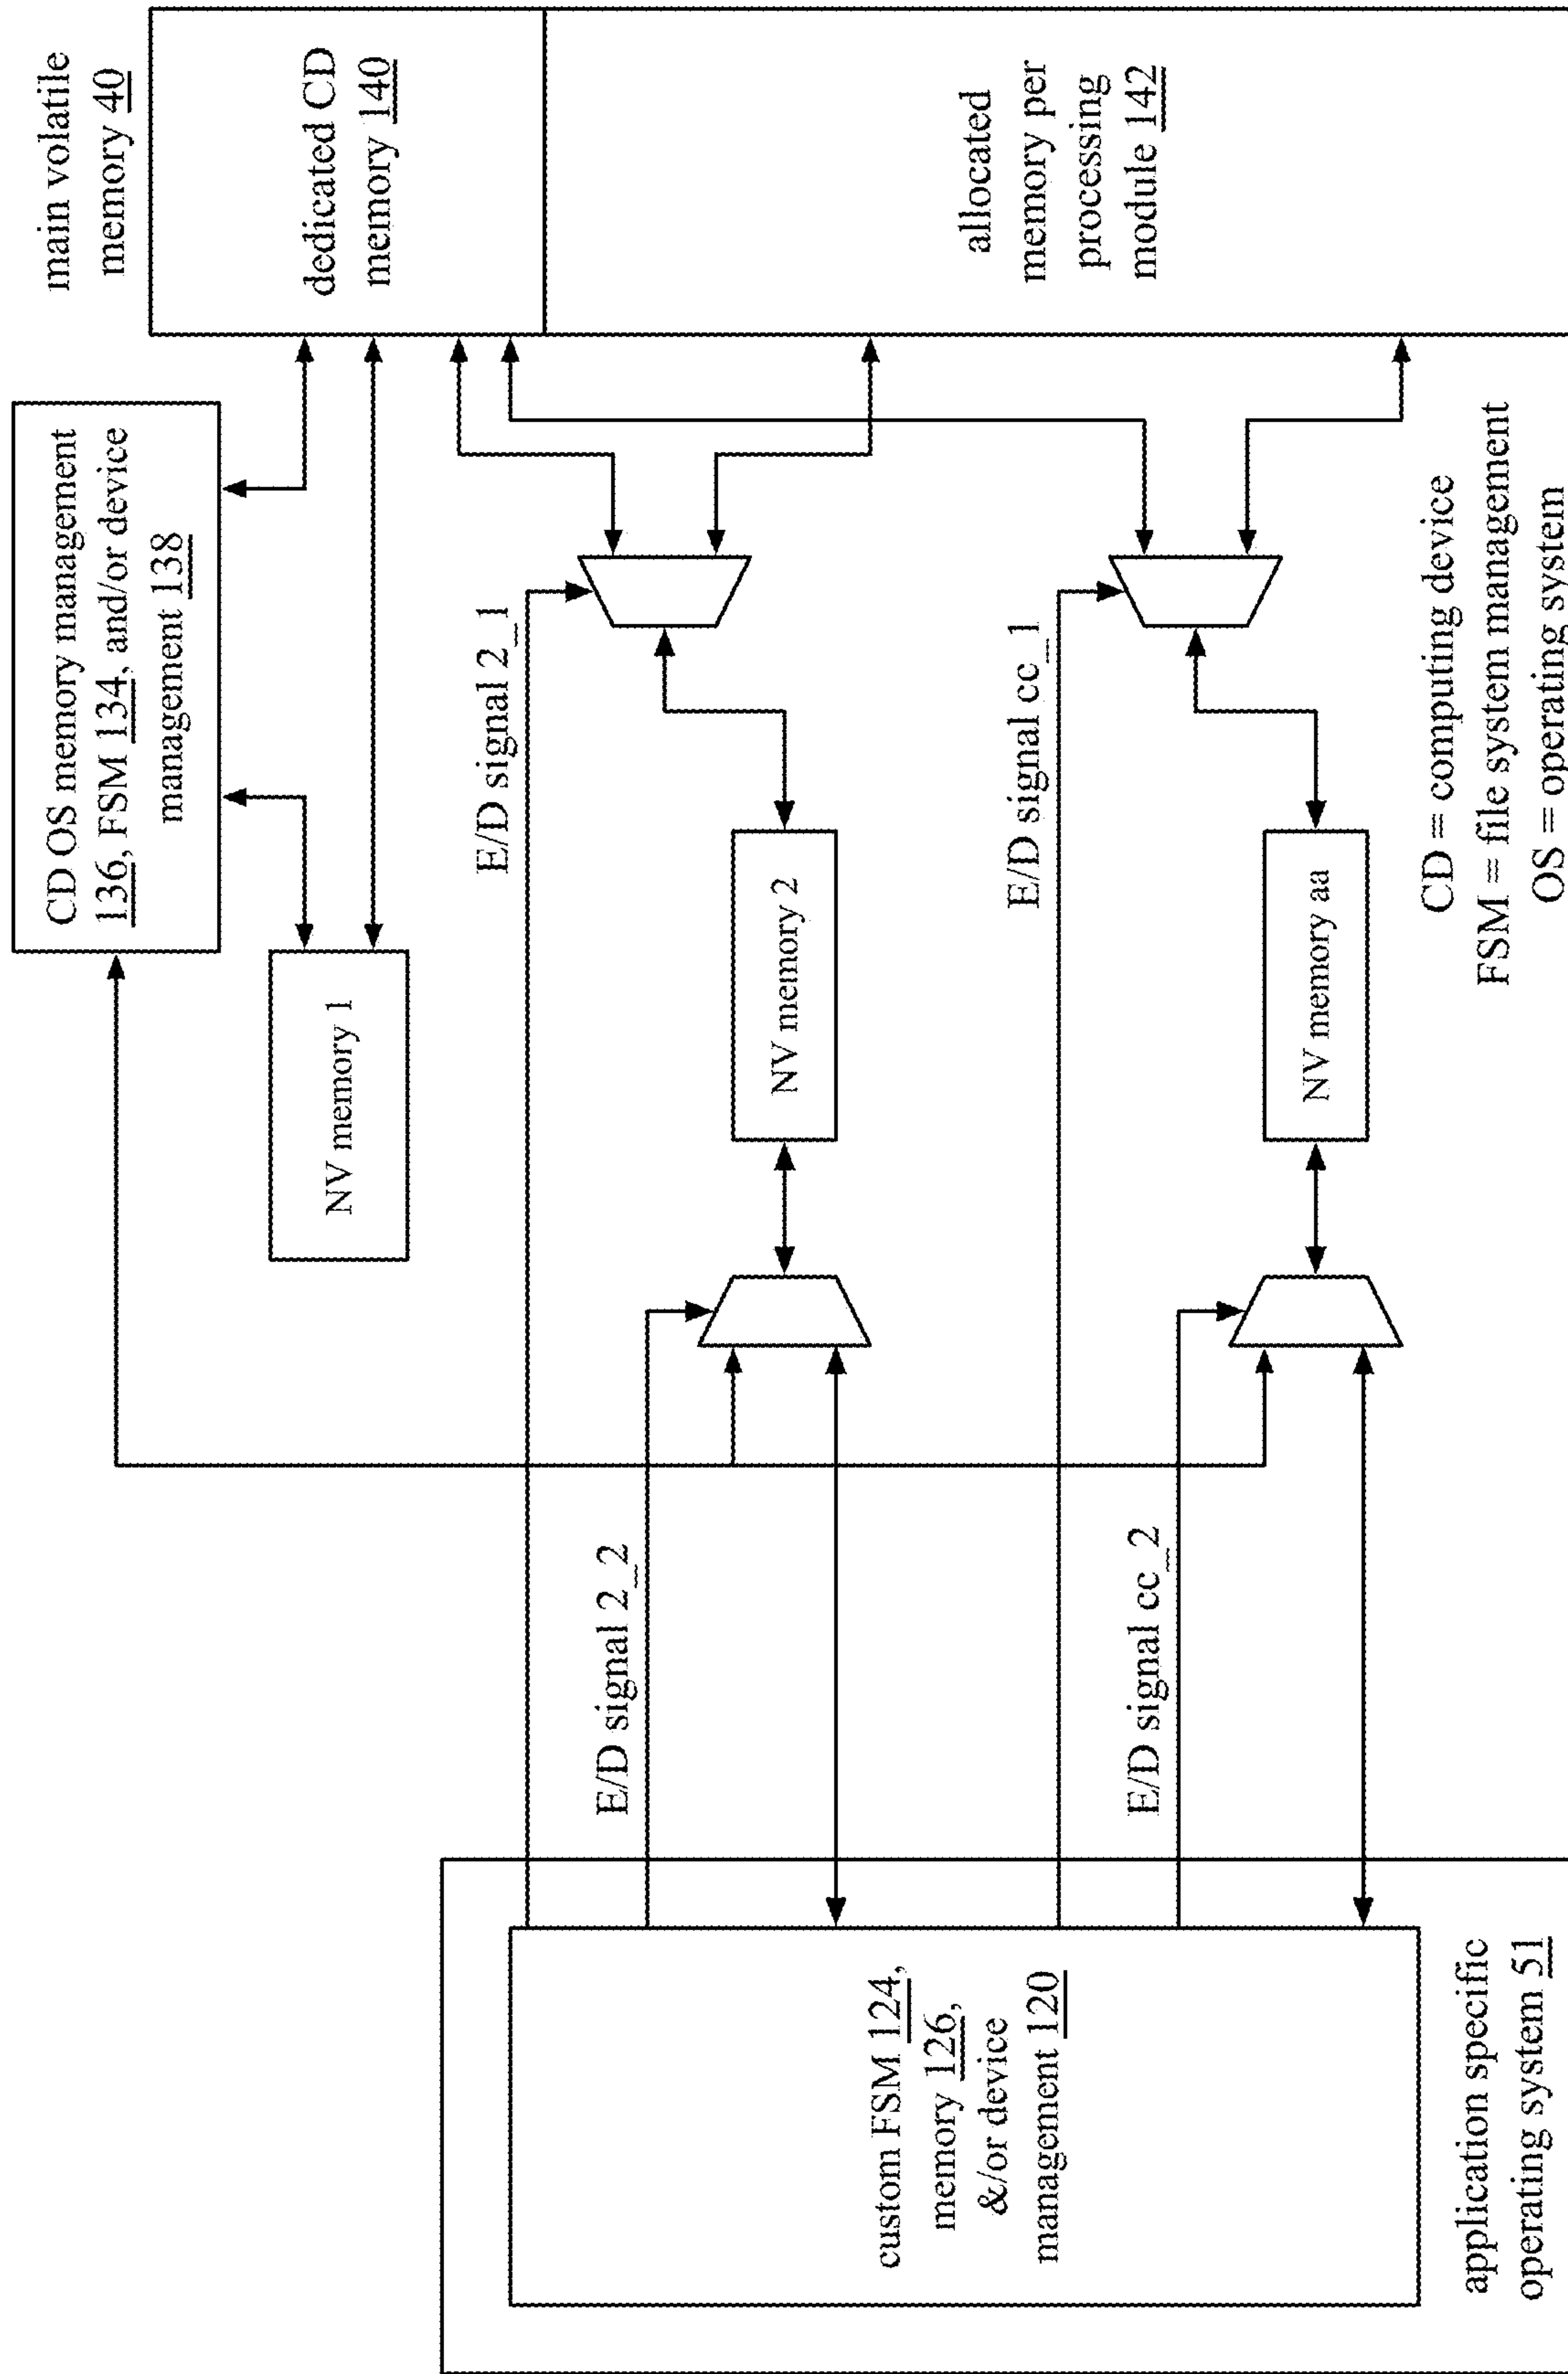 main volatile
memory 40
dedicated CD
memory 140
allocated
memory per
processing
module 142
CD OS memory management
136, FSM 134, and/or device
management 138
NV memory 1
E/D signal 2_1
NV memory 2
E/D signal 2_2
E/D signal cc_1
NV memory aa
E/D signal cc_2
custom FSM 124,
memory 126,
&/or device
management 120
application specific
operating system 51
CD = computing device
FSM = file system management
OS = operating system